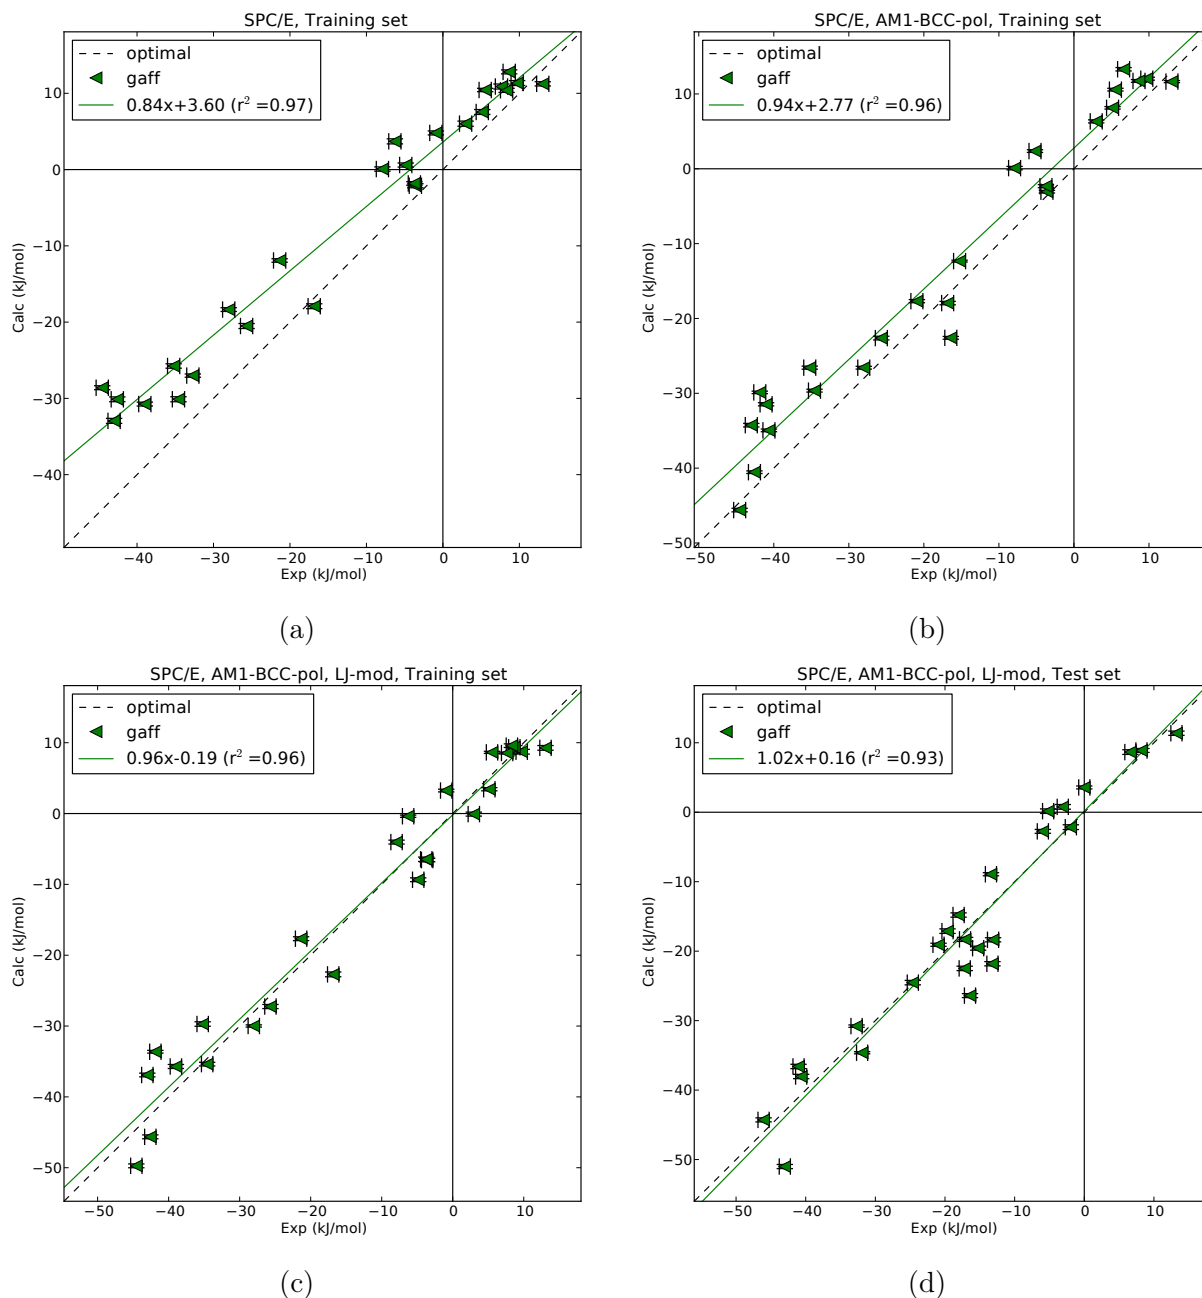 SPC/E, Training set
optimal
gaff
0.84x+3.60 (r² =0.97)
10
0
−10
−20
−30
−40
Calc (kJ/mol)
−40 −30 −20 −10 0 10
Exp (kJ/mol)
(a)
SPC/E, AM1-BCC-pol, Training set
optimal
gaff
0.94x+2.77 (r² =0.96)
10
0
−10
−20
−30
−40
−50
Calc (kJ/mol)
−50 −40 −30 −20 −10 0 10
Exp (kJ/mol)
(b)
SPC/E, AM1-BCC-pol, LJ-mod, Training set
optimal
gaff
0.96x-0.19 (r² =0.96)
10
0
−10
−20
−30
−40
−50
Calc (kJ/mol)
−50 −40 −30 −20 −10 0 10
Exp (kJ/mol)
(c)
SPC/E, AM1-BCC-pol, LJ-mod, Test set
optimal
gaff
1.02x+0.16 (r² =0.93)
10
0
−10
−20
−30
−40
−50
Calc (kJ/mol)
−50 −40 −30 −20 −10 0 10
Exp (kJ/mol)
(d)